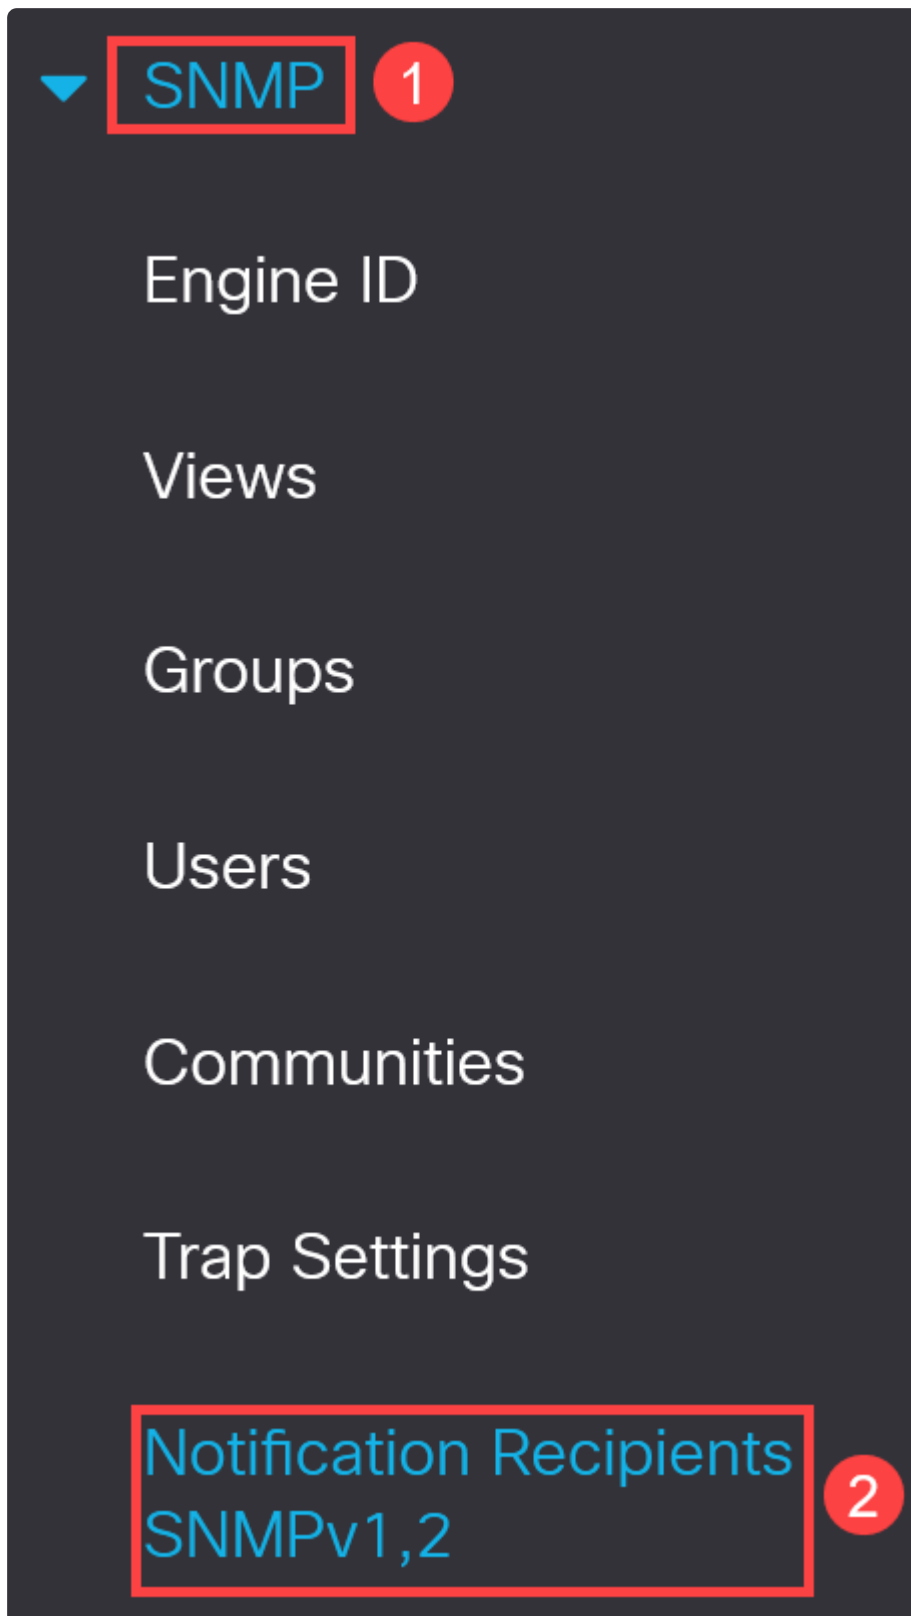 SNMP 1
Engine ID
Views
Groups
Users
Communities
Trap Settings
Notification Recipients
SNMPv1,2
2